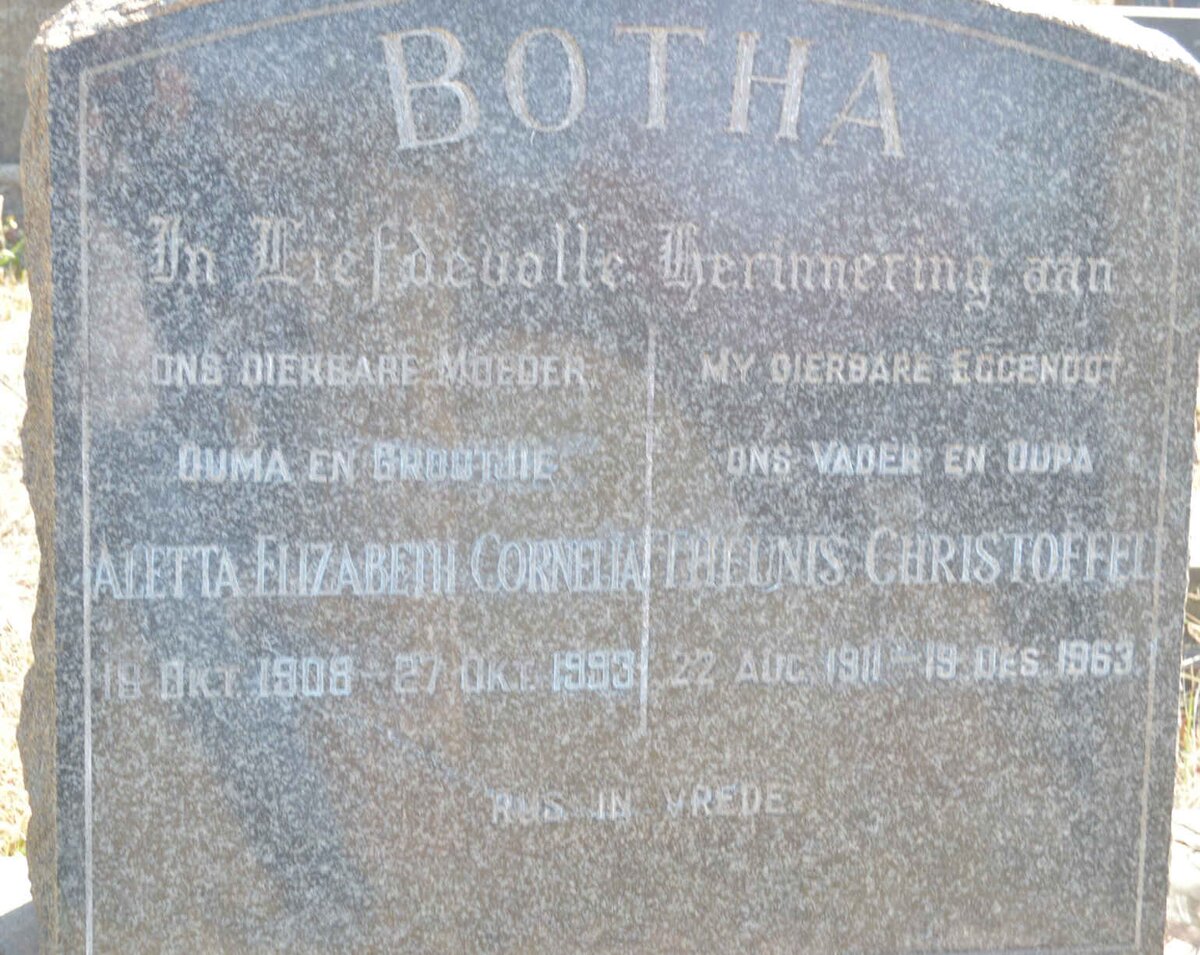 BOTHA
In Liefdevolle Herinnering aan
ONS DIERBARE MOEDER
OUMA EN "GROOTJIE"
ALETTA ELIZABETH CORNELIA
18 OKT. 1908 – 27 OKT. 1993
MY DIERBARE EGGENOOT
ONS VADER EN OUPA
THEUNIS CHRISTOFFEL
22 AUG. 1911 – 19 DES. 1963
RUS IN VREDE